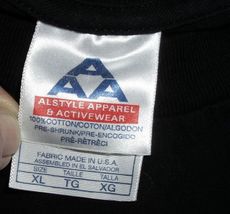 AAA
ALSTYLE APPAREL
& ACTIVEWEAR
100% COTTON/COTON/ALGODON
PRE-SHRUNK/PRE-ENCOGIDO
PRÉ-RÉTRÉCI
FABRIC MADE IN U.S.A.
ASSEMBLED IN EL SALVADOR
SIZE TAILLE TALLA
XL TG XG